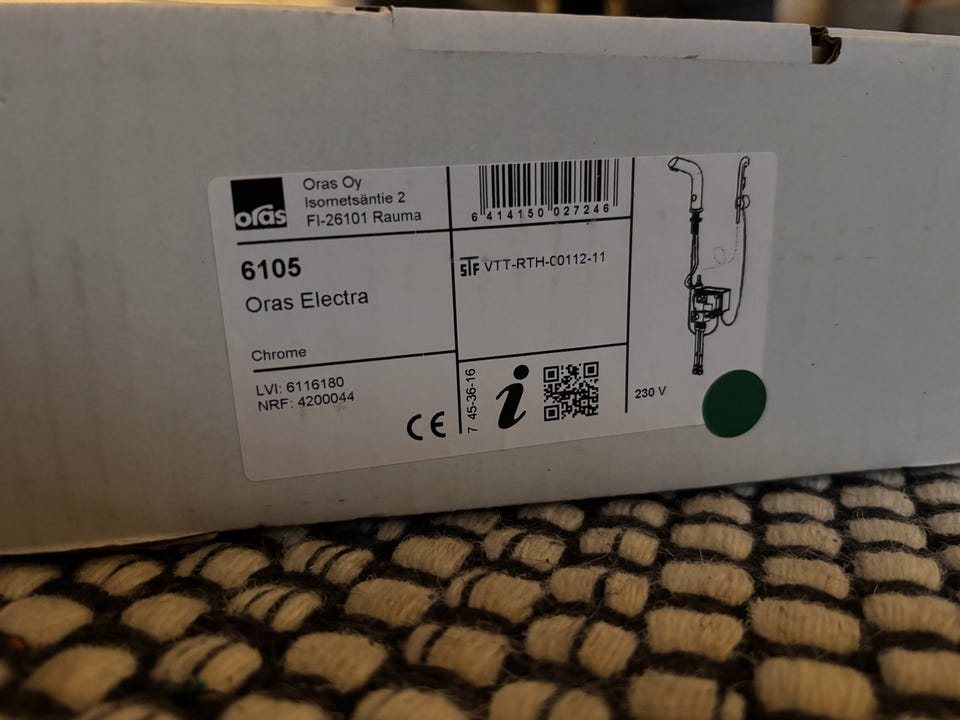 oras
Oras Oy
Isometsäntie 2
FI-26101 Rauma
6 414150 027246
6105
Oras Electra
STF VTT-RTH-00112-11
Chrome
LVI: 6116180
NRF: 4200044
CE
7 45-36-16
i
230 V